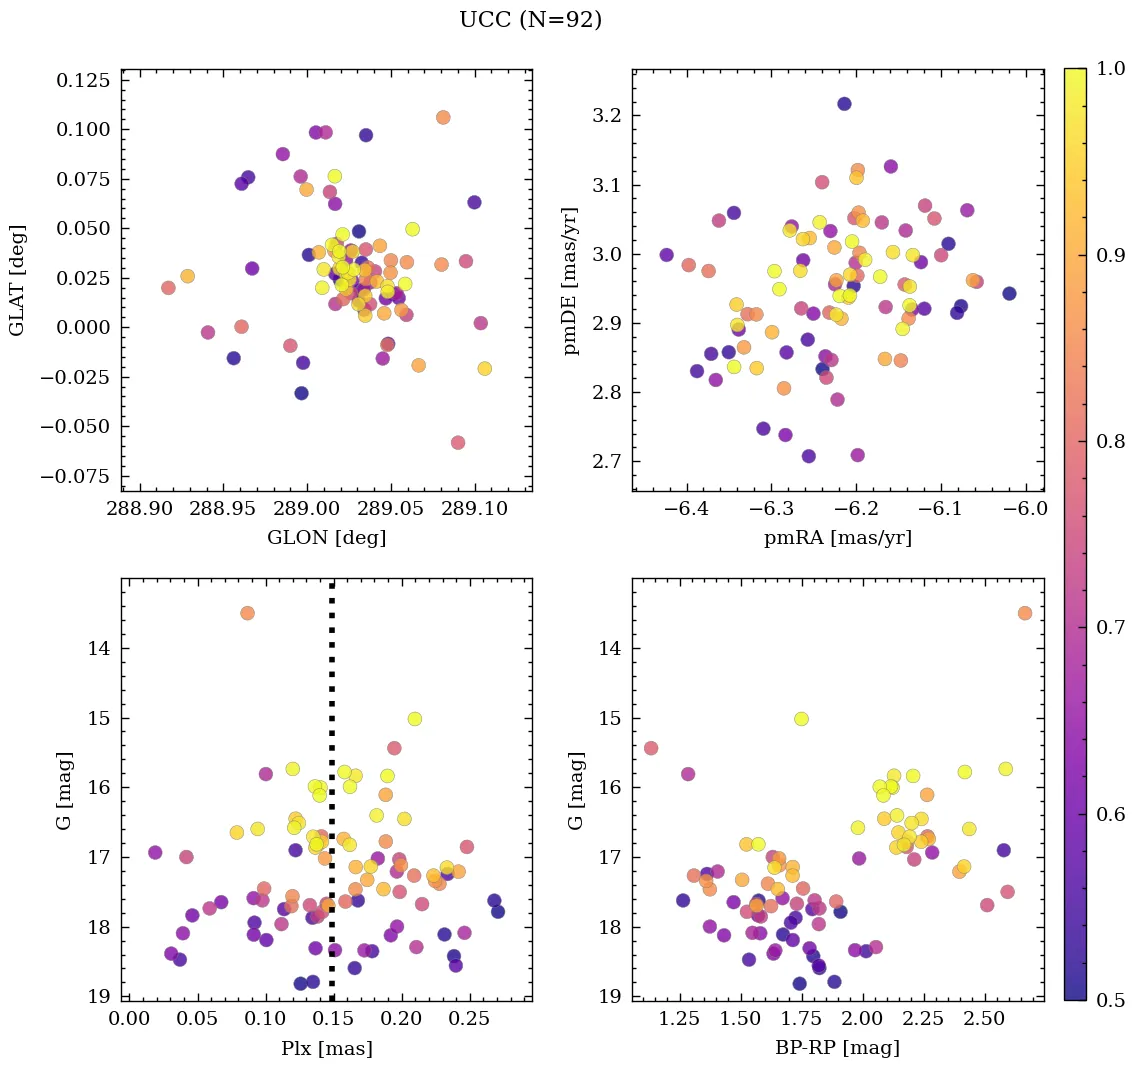 UCC (N=92)
0.125
0.100
0.075
0.050
0.025
0.000
−0.025
−0.050
−0.075
GLAT [deg]
288.90 288.95 289.00 289.05 289.10
GLON [deg]
3.2
3.1
3.0
2.9
2.8
2.7
pmDE [mas/yr]
−6.4 −6.3 −6.2 −6.1 −6.0
pmRA [mas/yr]
14
15
16
17
18
19
G [mag]
0.00 0.05 0.10 0.15 0.20 0.25
Plx [mas]
14
15
16
17
18
19
G [mag]
1.25 1.50 1.75 2.00 2.25 2.50
BP-RP [mag]
1.0
0.9
0.8
0.7
0.6
0.5